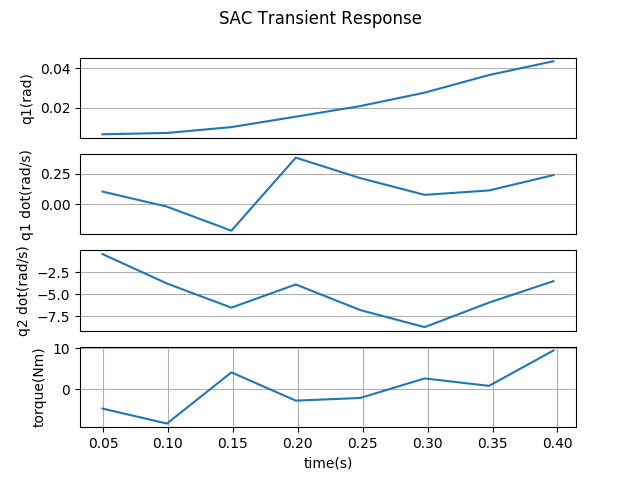 SAC Transient Response
0.04
0.02
q1(rad)
0.25
0.00
q1 dot(rad/s)
−2.5
−5.0
−7.5
q2 dot(rad/s)
10
0
torque(Nm)
0.05 0.10 0.15 0.20 0.25 0.30 0.35 0.40
time(s)